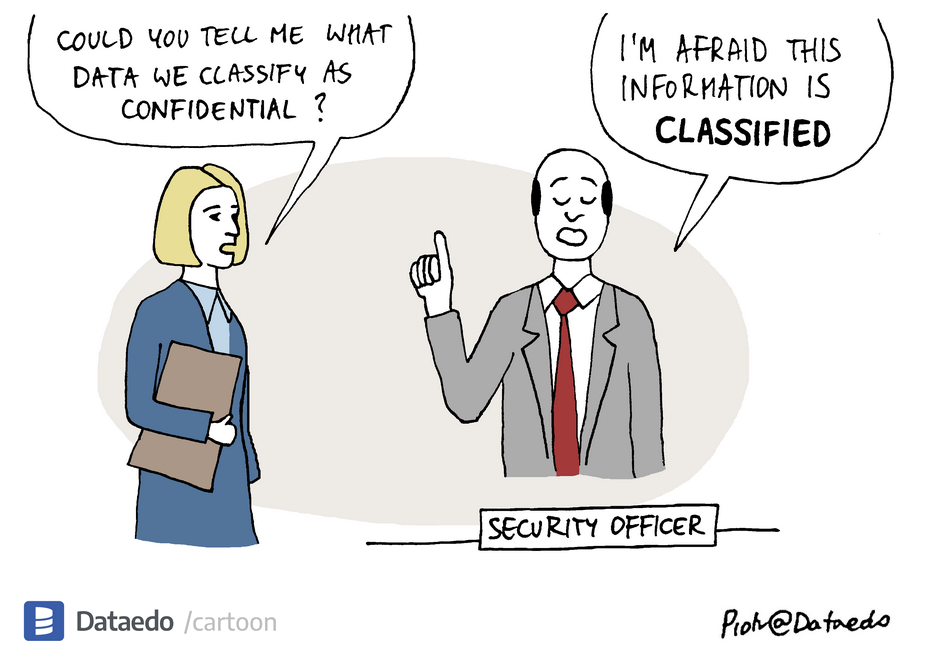 COULD YOU TELL ME WHAT
DATA WE CLASSIFY AS
CONFIDENTIAL ?
I'M AFRAID THIS
INFORMATION IS
CLASSIFIED
SECURITY OFFICER
Dataedo /cartoon
Piotr@Dataedo